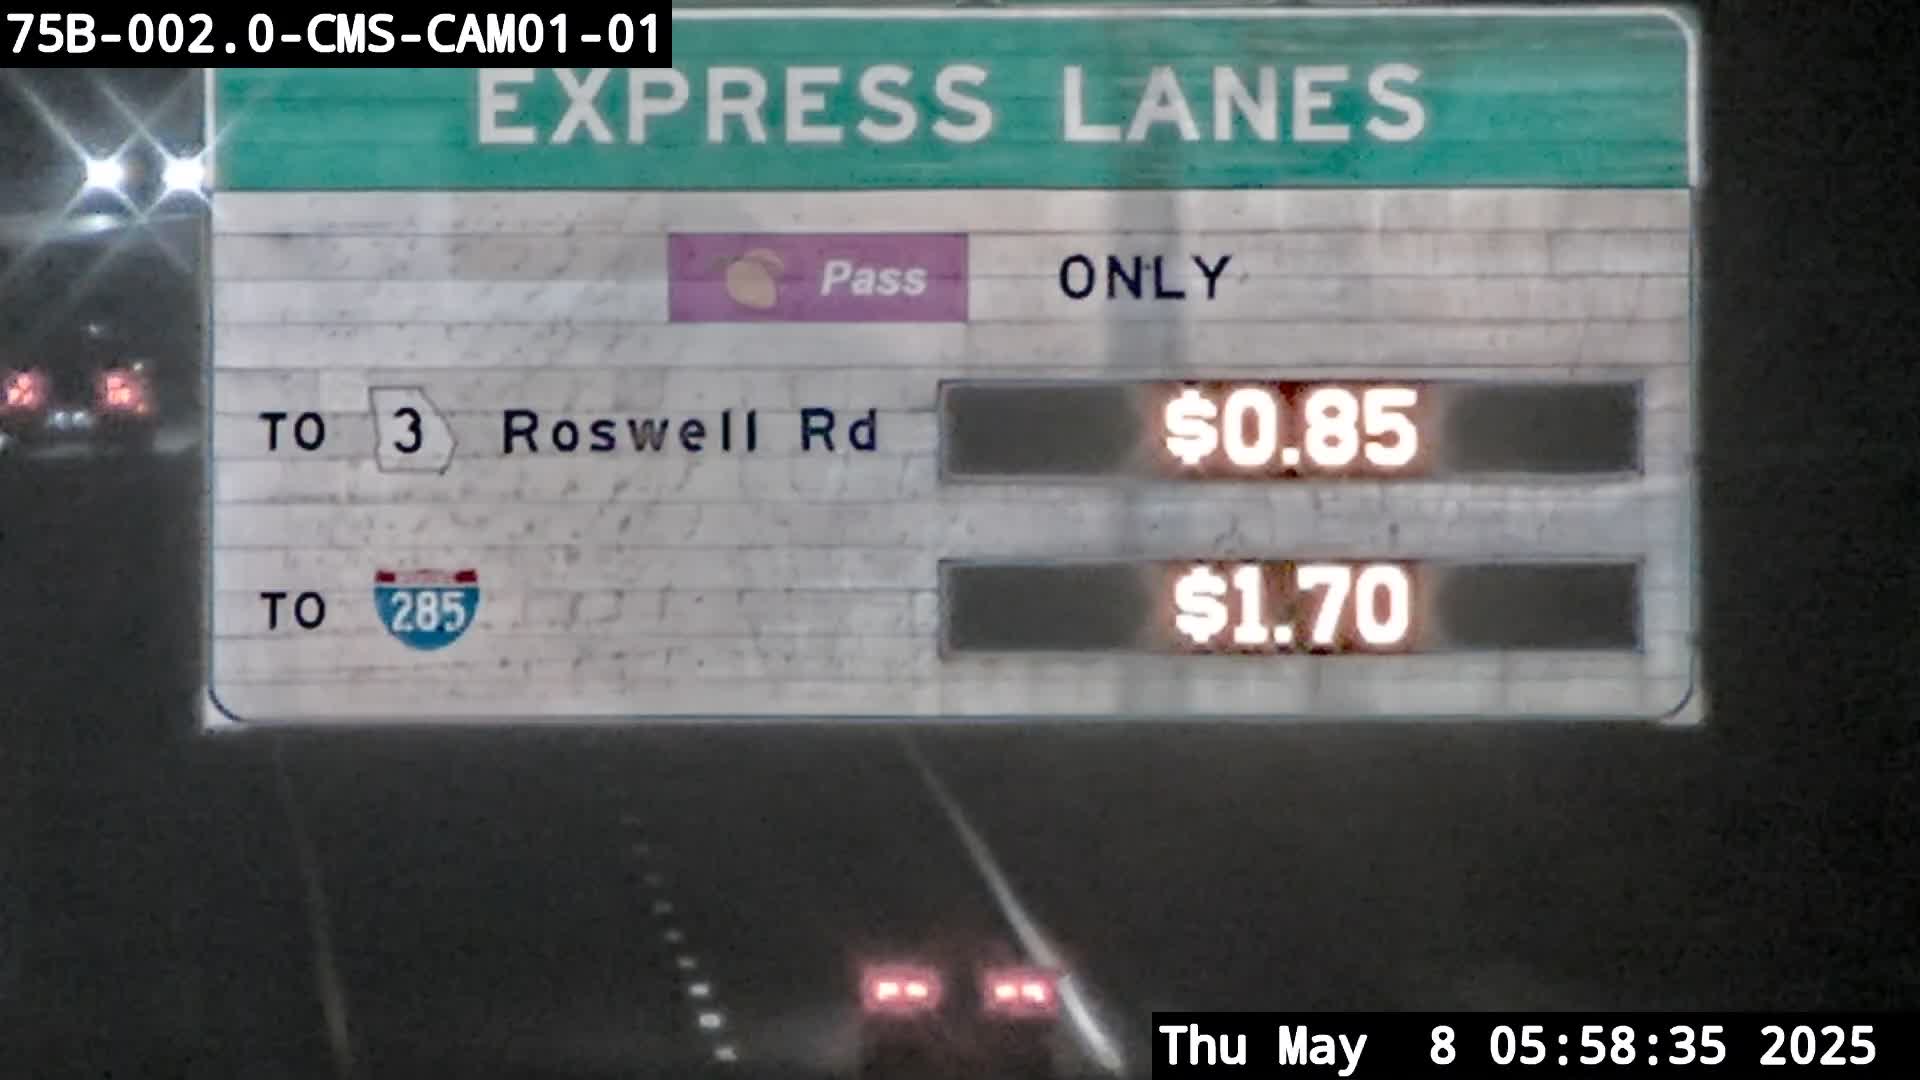 75B-002.0-CMS-CAM01-01
EXPRESS LANES
Pass ONLY
TO 3 Roswell Rd $0.85
TO 285 $1.70
Thu May 8 05:58:35 2025